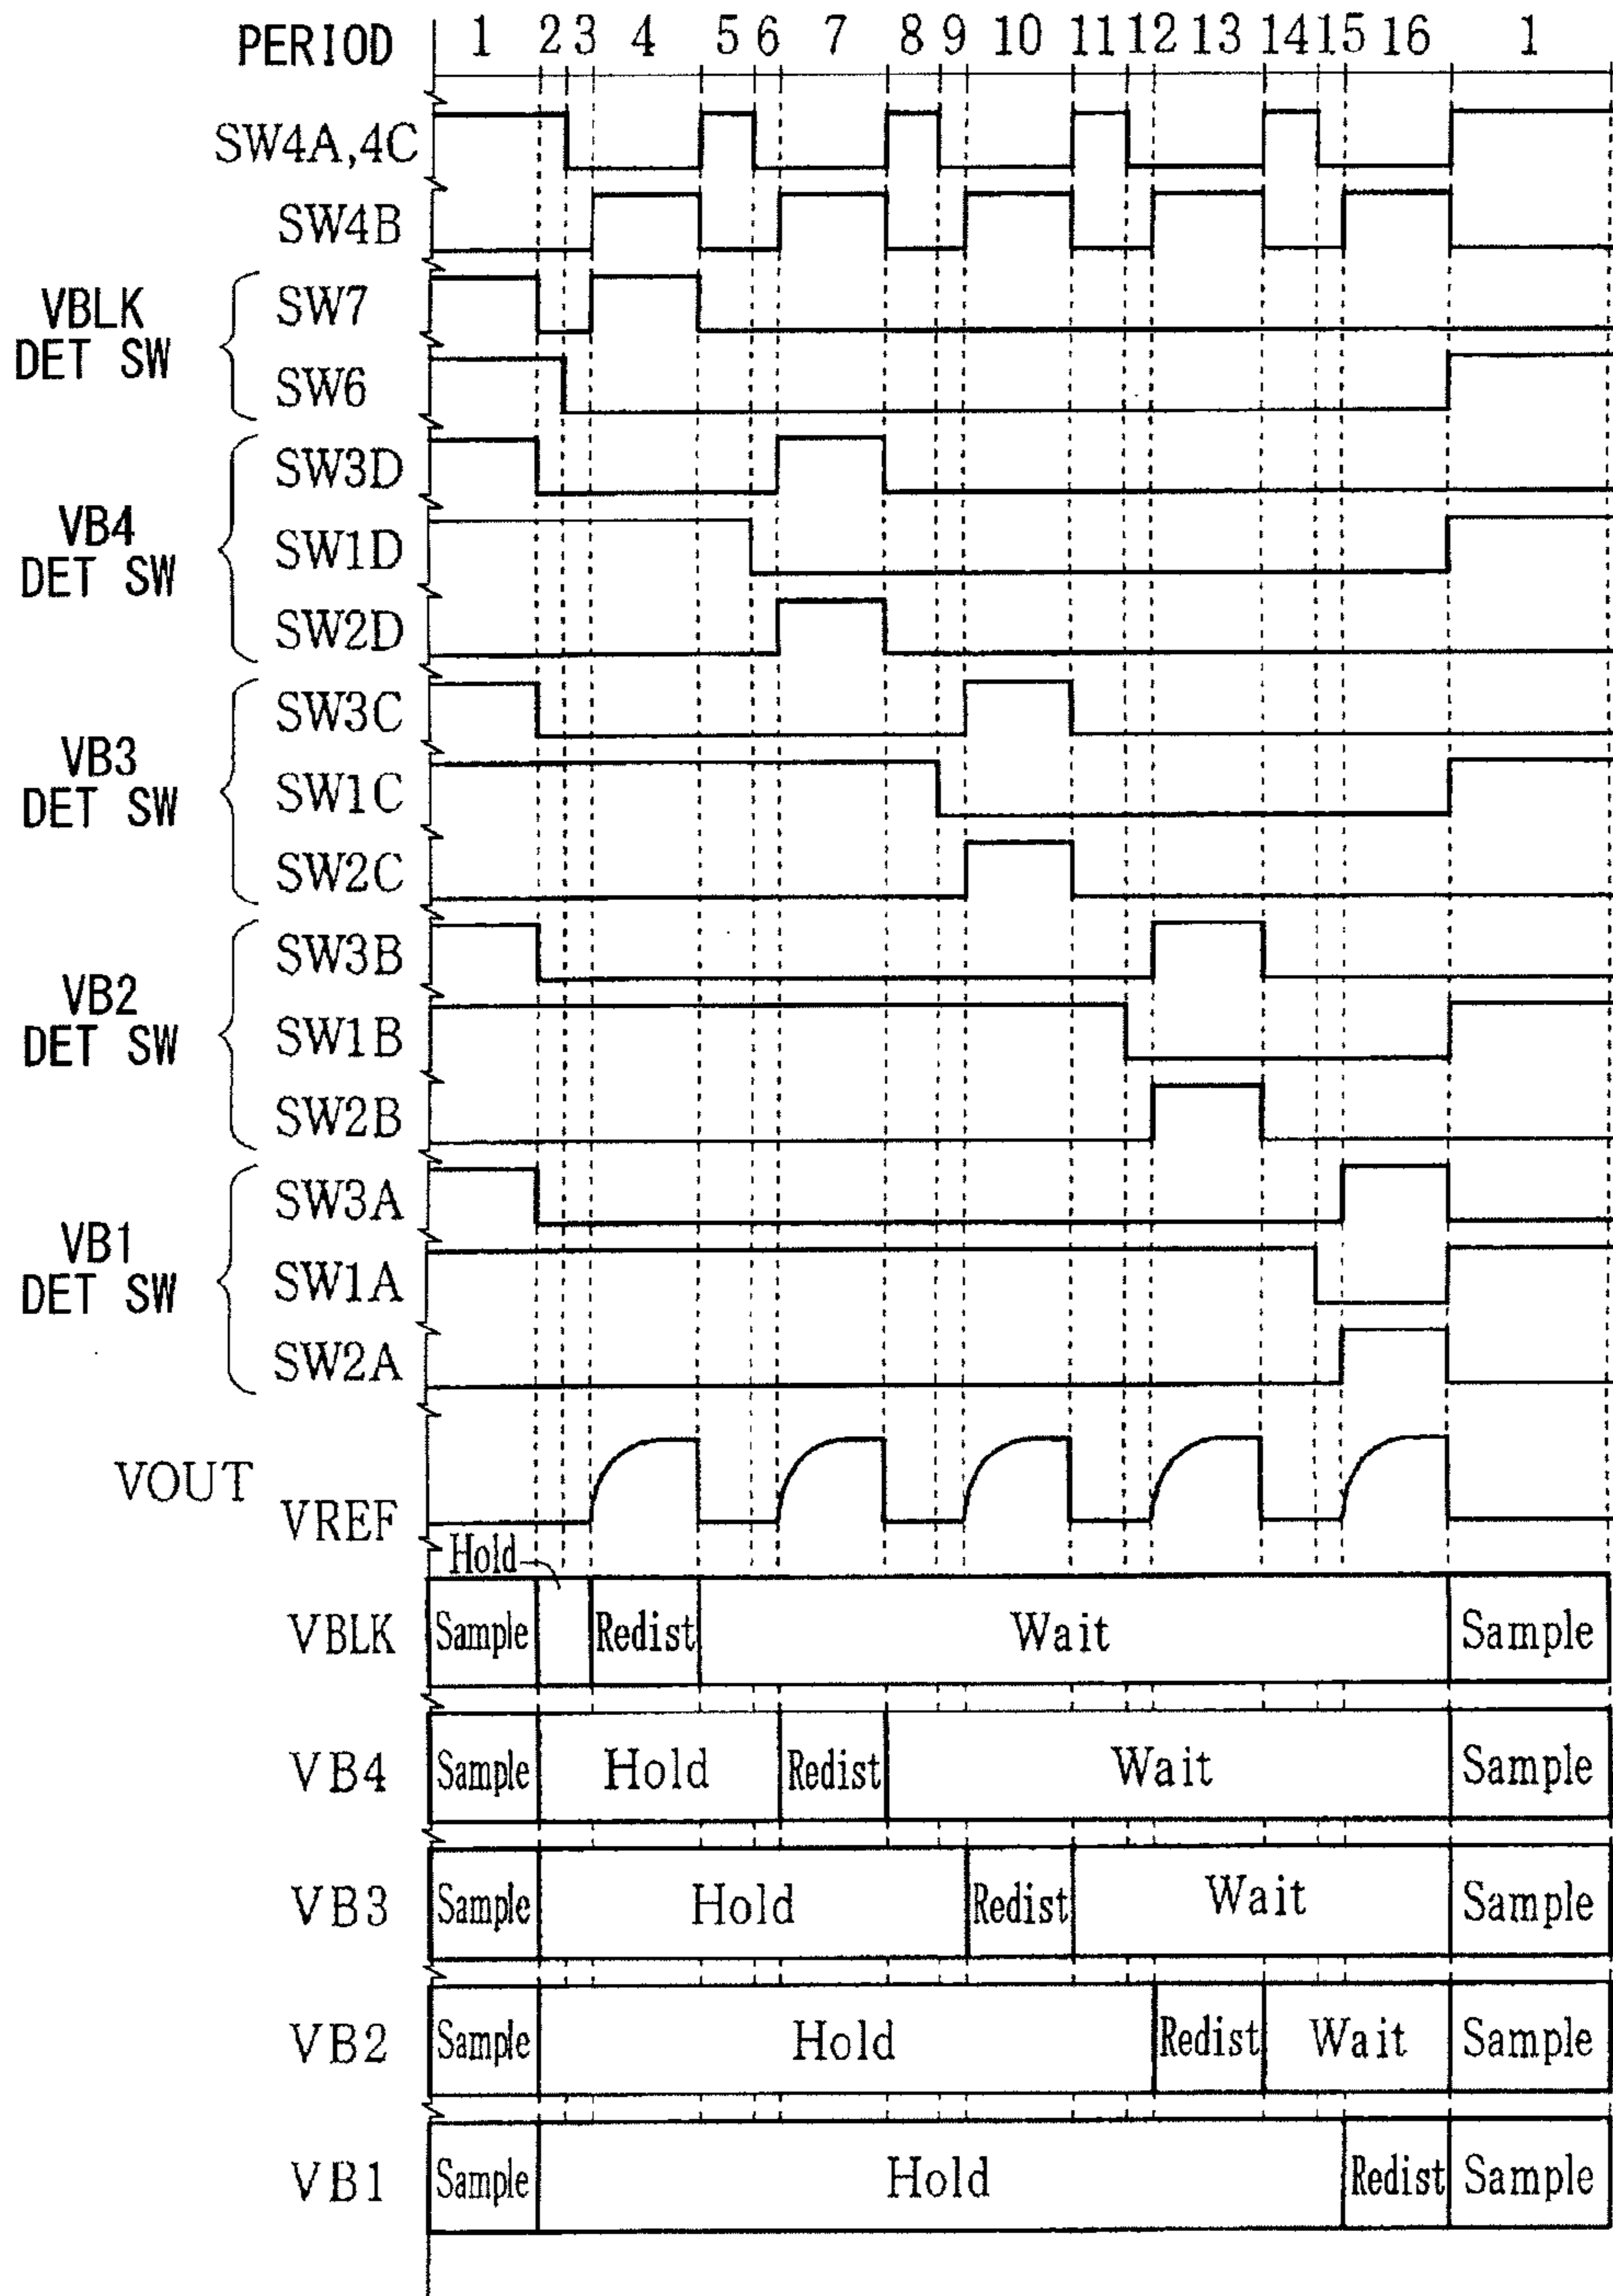 PERIOD 1 2 3 4 5 6 7 8 9 10 11 12 13 14 15 16 1
SW4A,4C
SW4B
VBLK
DET SW
SW7
SW6
VB4
DET SW
SW3D
SW1D
SW2D
VB3
DET SW
SW3C
SW1C
SW2C
VB2
DET SW
SW3B
SW1B
SW2B
VB1
DET SW
SW3A
SW1A
SW2A
VOUT
VREF
Hold
VBLK Sample Redist Wait Sample
VB4 Sample Hold Redist Wait Sample
VB3 Sample Hold Redist Wait Sample
VB2 Sample Hold Redist Wait Sample
VB1 Sample Hold Redist Sample